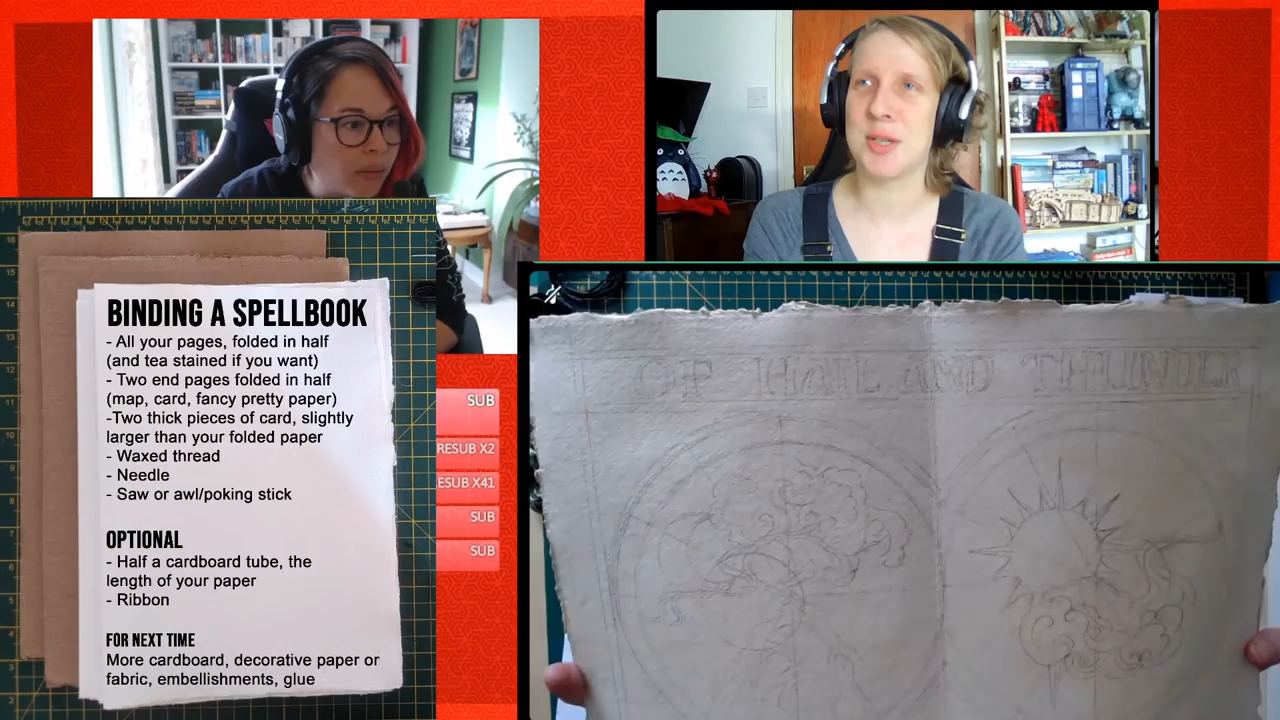 BINDING A SPELLBOOK
- All your pages, folded in half
(and tea stained if you want)
- Two end pages folded in half
(map, card, fancy pretty paper)
-Two thick pieces of card, slightly
larger than your folded paper
- Waxed thread
- Needle
- Saw or awl/poking stick
OPTIONAL
- Half a cardboard tube, the
length of your paper
- Ribbon
FOR NEXT TIME
More cardboard, decorative paper or
fabric, embellishments, glue
SUB
RESUB X2
ESUB X41
SUB
SUB
OF HAIL AND THUNDER